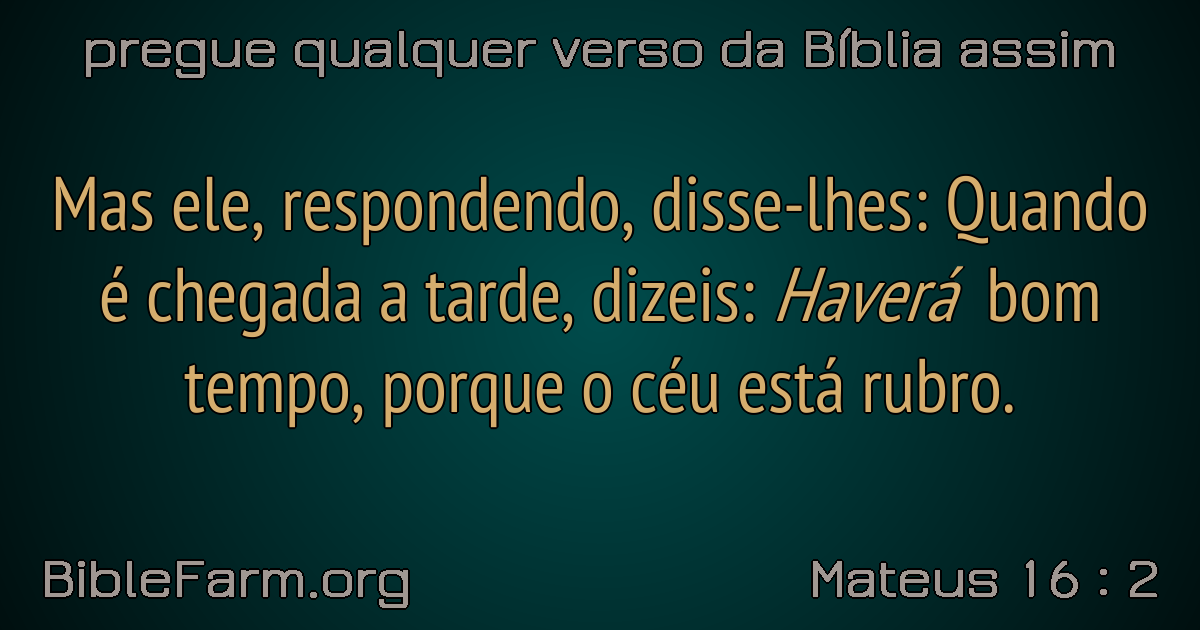 pregue qualquer verso da Bíblia assim
Mas ele, respondendo, disse-lhes: Quando
é chegada a tarde, dizeis: Haverá bom
tempo, porque o céu está rubro.
BibleFarm.org
Mateus 16 : 2